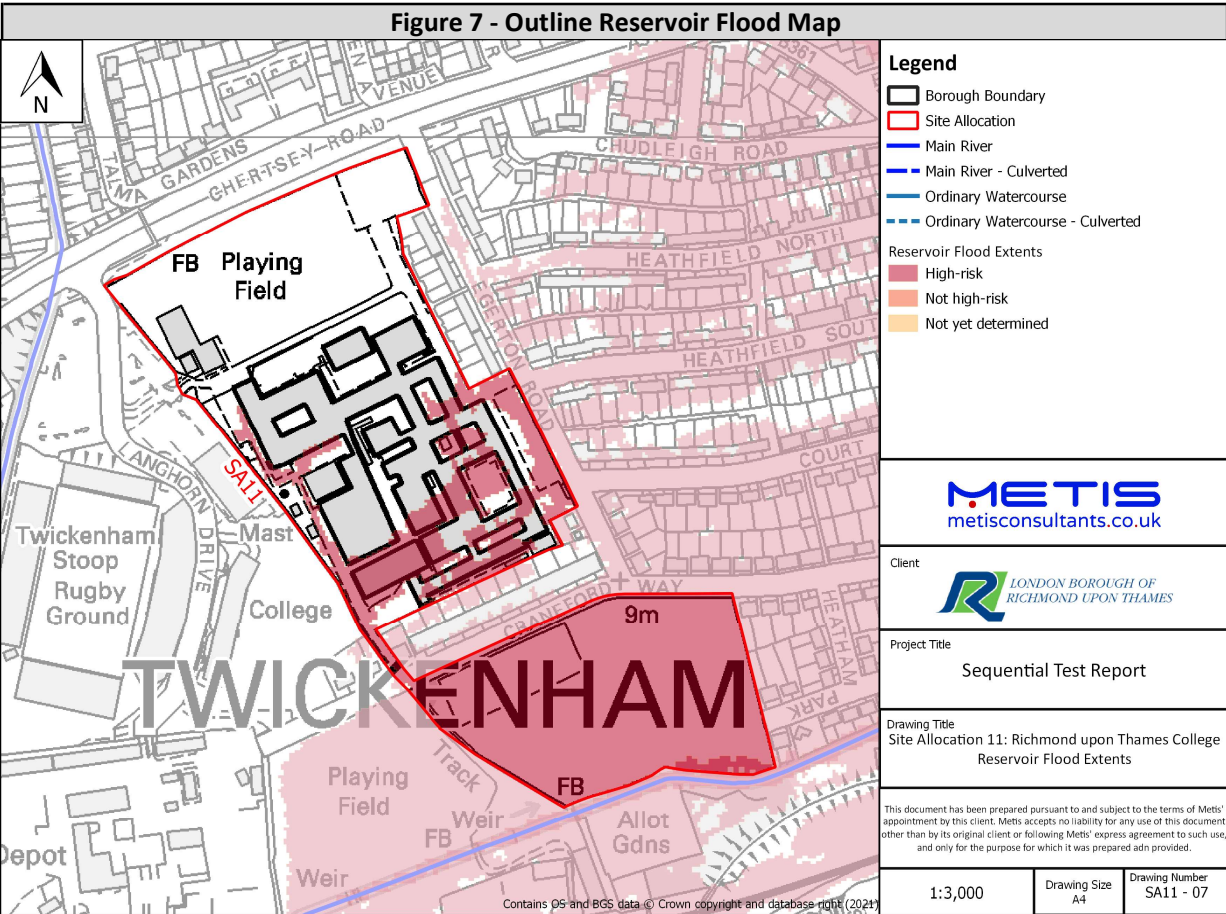 Figure 7 - Outline Reservoir Flood Map
N
AVENUE
B361
TALMA
GARDENS
CHERTSEY ROAD
CHUDLEIGH ROAD
FB
Playing
Field
HEATHFIELD NORTH
EGERTON ROAD
HEATHFIELD SOUT
COURT
SA11
LANGHORN DRIVE
Mast
Twickenham
Stoop
Rugby
Ground
College
CRANEFORD WAY
9m
HEATHAM
PARK
TWICKENHAM
Track
Playing
Field
FB
Weir
FB
Allot
Gdns
Depot
Weir
Contains OS and BGS data © Crown copyright and database right (2021)
Legend
Borough Boundary
Site Allocation
Main River
Main River - Culverted
Ordinary Watercourse
Ordinary Watercourse - Culverted
Reservoir Flood Extents
High-risk
Not high-risk
Not yet determined
METIS
metisconsultants.co.uk
Client
LONDON BOROUGH OF
RICHMOND UPON THAMES
Project Title
Sequential Test Report
Drawing Title
Site Allocation 11: Richmond upon Thames College
Reservoir Flood Extents
This document has been prepared pursuant to and subject to the terms of Metis'
appointment by this client. Metis accepts no liability for any use of this document
other than by its original client or following Metis' express agreement to such use,
and only for the purpose for which it was prepared adn provided.
1:3,000
Drawing Size
A4
Drawing Number
SA11 - 07